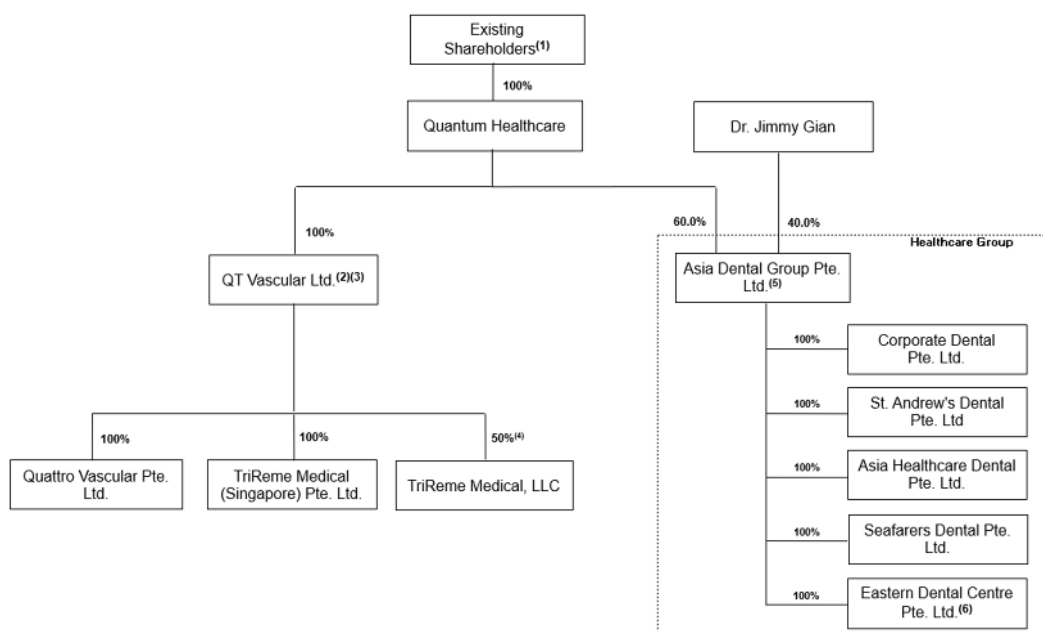 Existing
Shareholders(1)
100%
Quantum Healthcare
Dr. Jimmy Gian
100%
60.0%
40.0%
Healthcare Group
QT Vascular Ltd.(2)(3)
Asia Dental Group Pte.
Ltd.(5)
100%
Corporate Dental
Pte. Ltd.
100%
St. Andrew's Dental
Pte. Ltd
100%
Asia Healthcare Dental
Pte. Ltd.
100%
Seafarers Dental Pte.
Ltd.
100%
Eastern Dental Centre
Pte. Ltd.(6)
100%
100%
50%(4)
Quattro Vascular Pte.
Ltd.
TriReme Medical
(Singapore) Pte. Ltd.
TriReme Medical, LLC